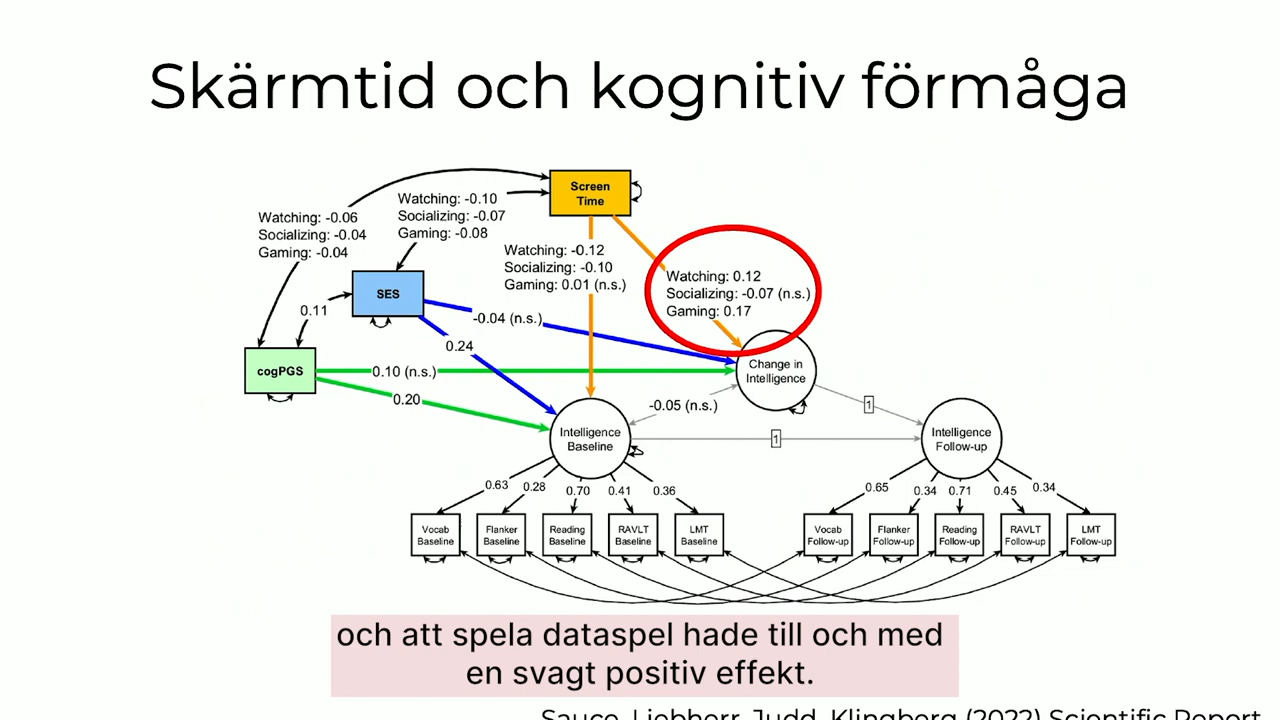 Skärmtid och kognitiv förmåga
Screen
Time
Watching: -0.10
Socializing: -0.07
Gaming: -0.08
Watching: -0.06
Socializing: -0.04
Gaming: -0.04
Watching: -0.12
Socializing: -0.10
Gaming: 0.01 (n.s.)
Watching: 0.12
Socializing: -0.07 (n.s.)
Gaming: 0.17
SES
0.11
-0.04 (n.s.)
0.24
cogPGS
0.10 (n.s.)
0.20
Change in
Intelligence
-0.05 (n.s.)
1
Intelligence
Baseline
1
Intelligence
Follow-up
0.63
0.28
0.70
0.41
0.36
0.65
0.34
0.71
0.45
0.34
Vocab
Baseline
Flanker
Baseline
Reading
Baseline
RAVLT
Baseline
LMT
Baseline
Vocab
Follow-up
Flanker
Follow-up
Reading
Follow-up
RAVLT
Follow-up
LMT
Follow-up
och att spela dataspel hade till och med
en svagt positiv effekt.
Sauce, Liebherr, Judd, Klingberg (2022) Scientific Report